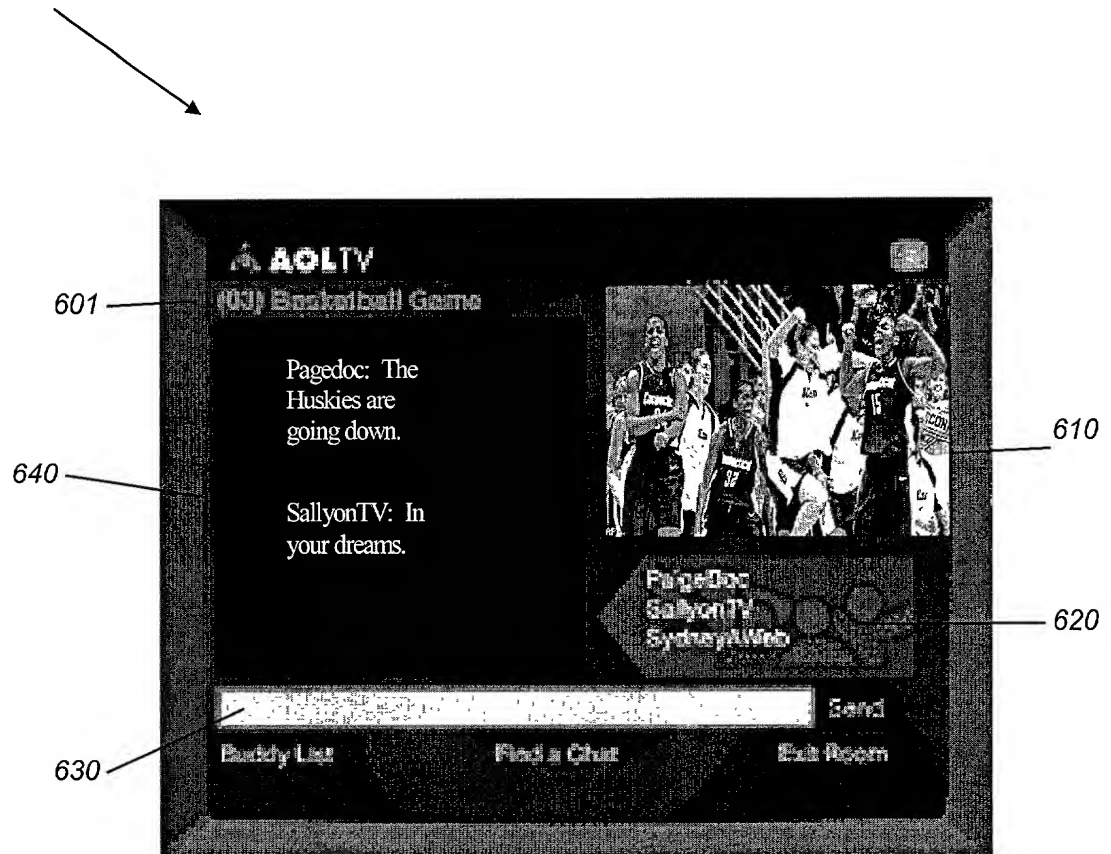 AOLTV
601
(03) Basketball Game
Pagedoc: The
Huskies are
going down.
610
640
SallyonTV: In
your dreams.
PaigeDoc
SallyonTV
620
SydneyAWeb
Send
630
Buddy List
Find a Chat
Exit Room